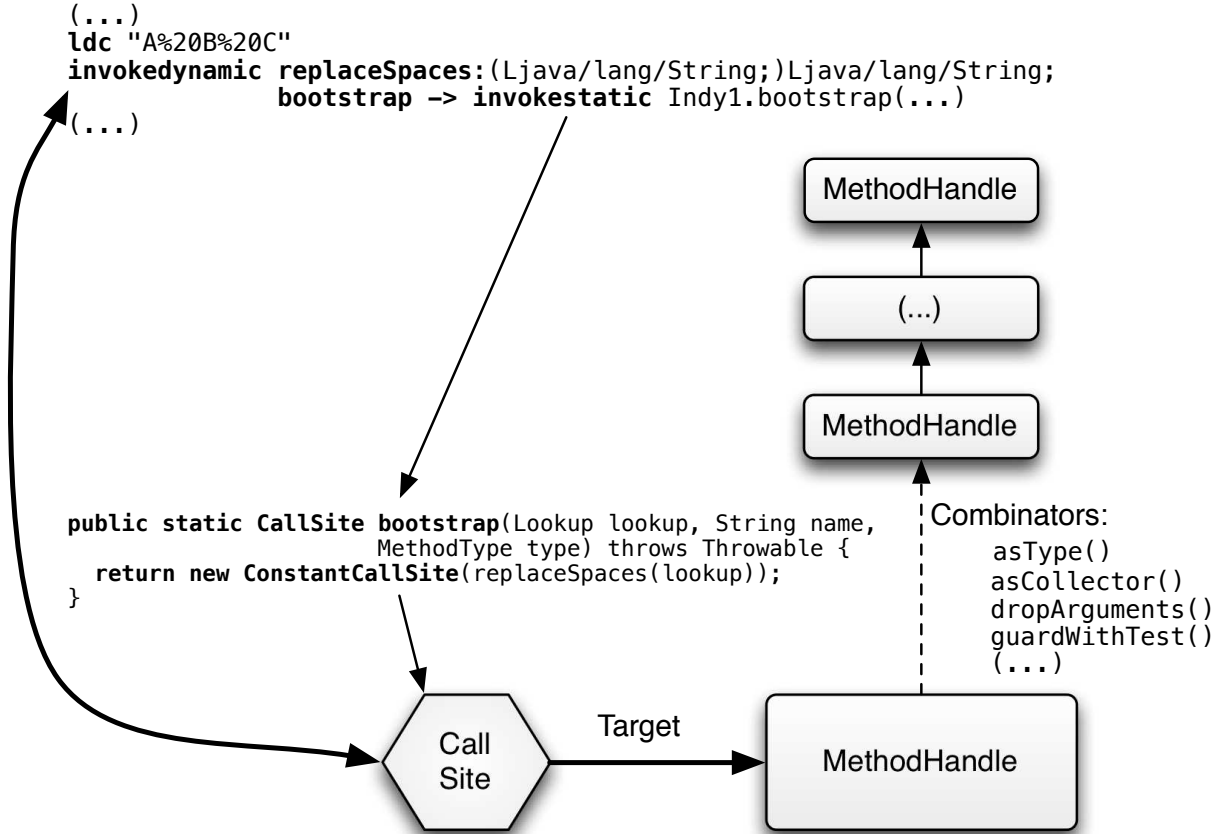 (...)
ldc "A%20B%20C"
invokedynamic replaceSpaces:(Ljava/lang/String;)Ljava/lang/String;
bootstrap –> invokestatic Indy1.bootstrap(...)
(...)
MethodHandle
(...)
MethodHandle
public static CallSite bootstrap(Lookup lookup, String name,
MethodType type) throws Throwable {
return new ConstantCallSite(replaceSpaces(lookup));
}
Combinators:
asType()
asCollector()
dropArguments()
guardWithTest()
(...)
Call
Site
Target
MethodHandle